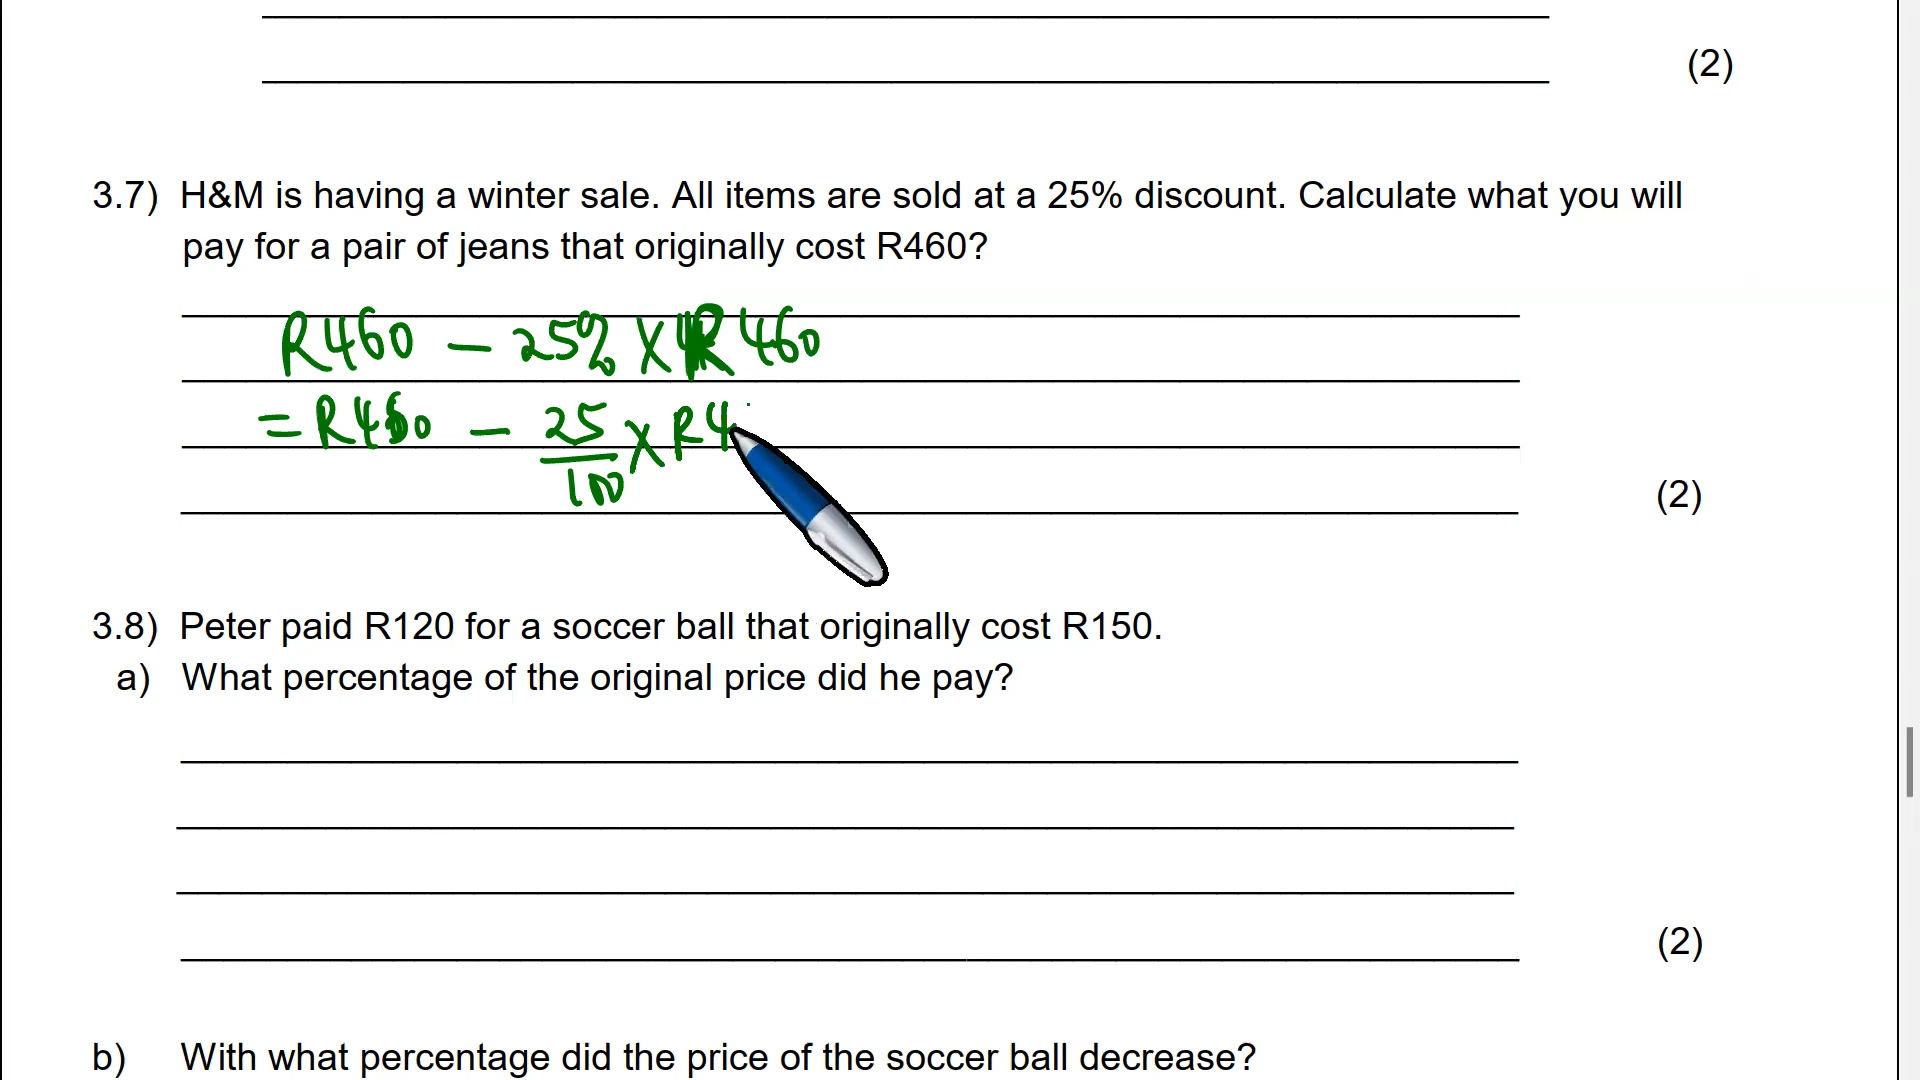 (2)
3.7) H&M is having a winter sale. All items are sold at a 25% discount. Calculate what you will
pay for a pair of jeans that originally cost R460?
R460 – 25% × R 460
= R460 – 25/100 × R4
(2)
3.8) Peter paid R120 for a soccer ball that originally cost R150.
a) What percentage of the original price did he pay?
(2)
b) With what percentage did the price of the soccer ball decrease?